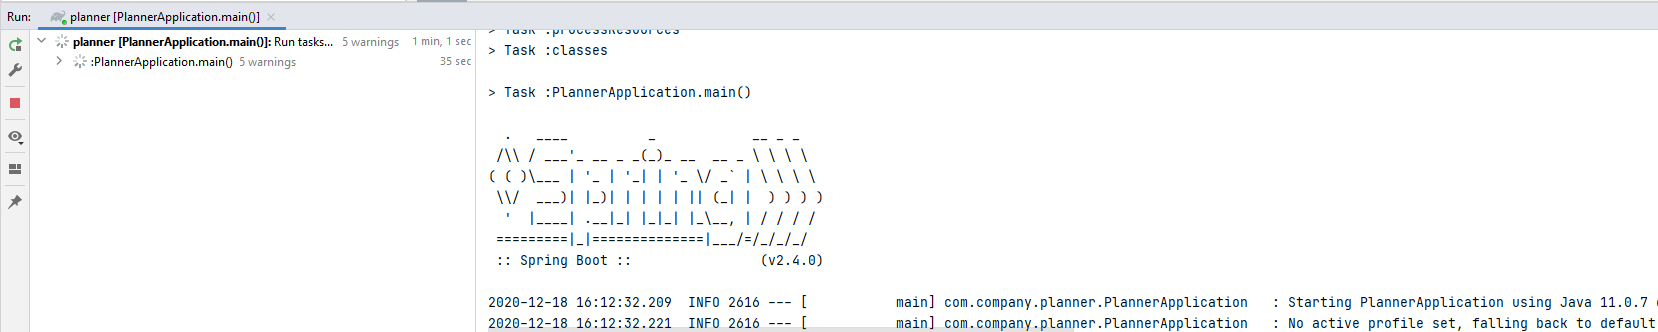 Run: planner [PlannerApplication.main()] ×
planner [PlannerApplication.main()]: Run tasks... 5 warnings 1 min, 1 sec
:PlannerApplication.main() 5 warnings 35 sec
> Task :processResources
> Task :classes
> Task :PlannerApplication.main()
  .   ____          _            __ _ _
 /\\ / ___'_ __ _ _(_)_ __  __ _ \ \ \ \
( ( )\___ | '_ | '_| | '_ \/ _` | \ \ \ \
 \\/  ___)| |_)| | | | | || (_| |  ) ) ) )
  '  |____| .__|_| |_|_| |_\__, | / / / /
 =========|_|==============|___/=/_/_/_/
 :: Spring Boot ::                (v2.4.0)
2020-12-18 16:12:32.209  INFO 2616 --- [           main] com.company.planner.PlannerApplication   : Starting PlannerApplication using Java 11.0.7
2020-12-18 16:12:32.221  INFO 2616 --- [           main] com.company.planner.PlannerApplication   : No active profile set, falling back to default